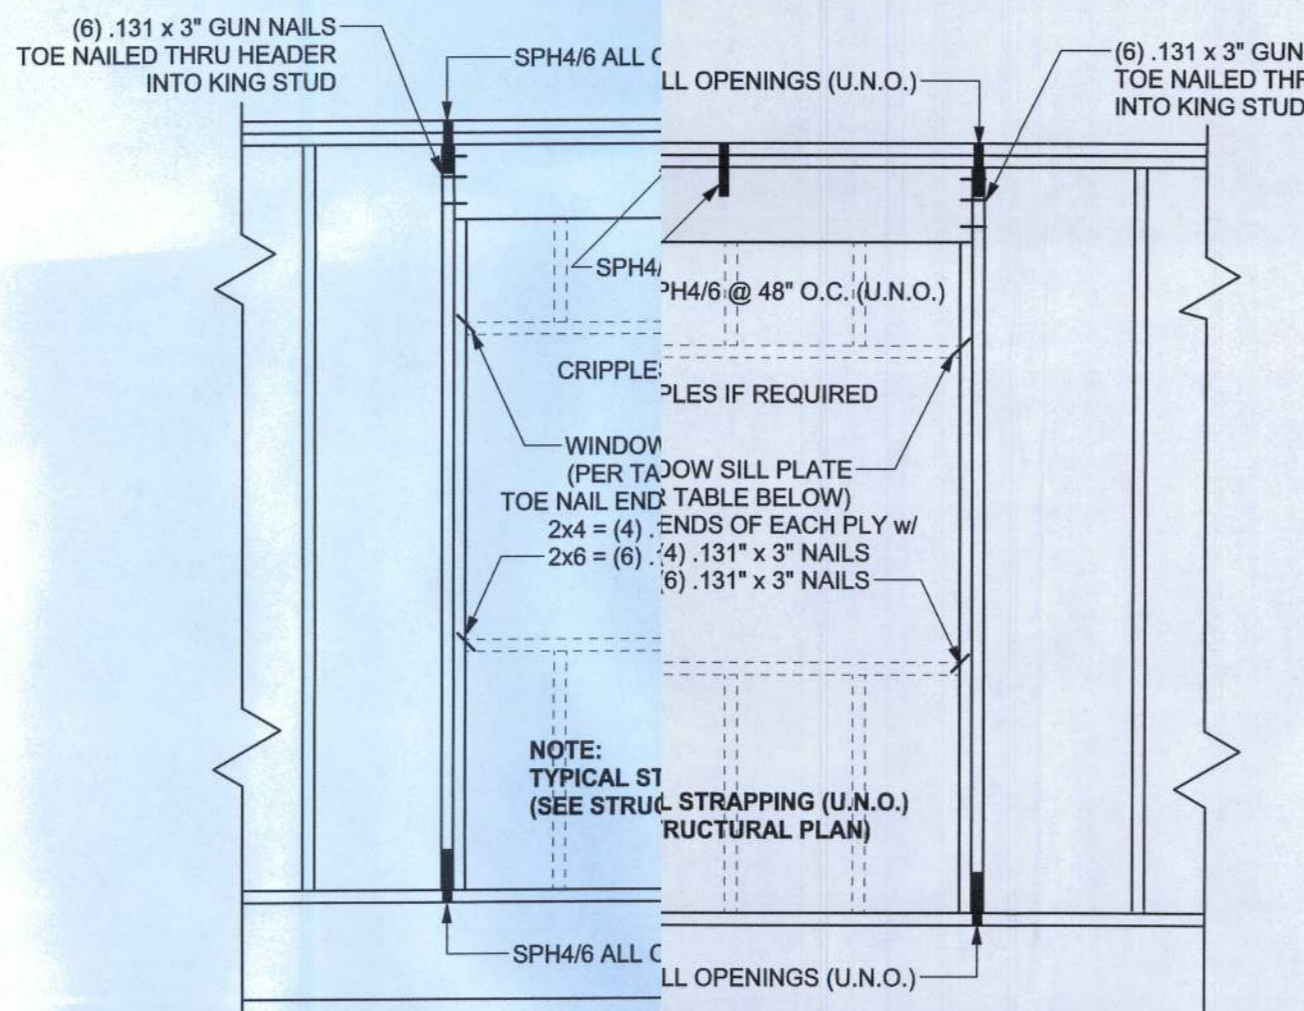 (6) .131 x 3" GUN NAILS
TOE NAILED THRU HEADER
INTO KING STUD
SPH4/6 ALL
SPH4/
CRIPPLES
WINDOW
(PER TA
TOE NAIL END
2x4 = (4) .
2x6 = (6) .
NOTE:
TYPICAL ST
(SEE STRUC
SPH4/6 ALL
LL OPENINGS (U.N.O.)
(6) .131 x 3" GUN
TOE NAILED THR
INTO KING STUD
PH4/6 @ 48" O.C. (U.N.O.)
PLES IF REQUIRED
DOW SILL PLATE
R TABLE BELOW)
ENDS OF EACH PLY w/
(4) .131" x 3" NAILS
(6) .131" x 3" NAILS
L STRAPPING (U.N.O.)
RUCTURAL PLAN)
LL OPENINGS (U.N.O.)